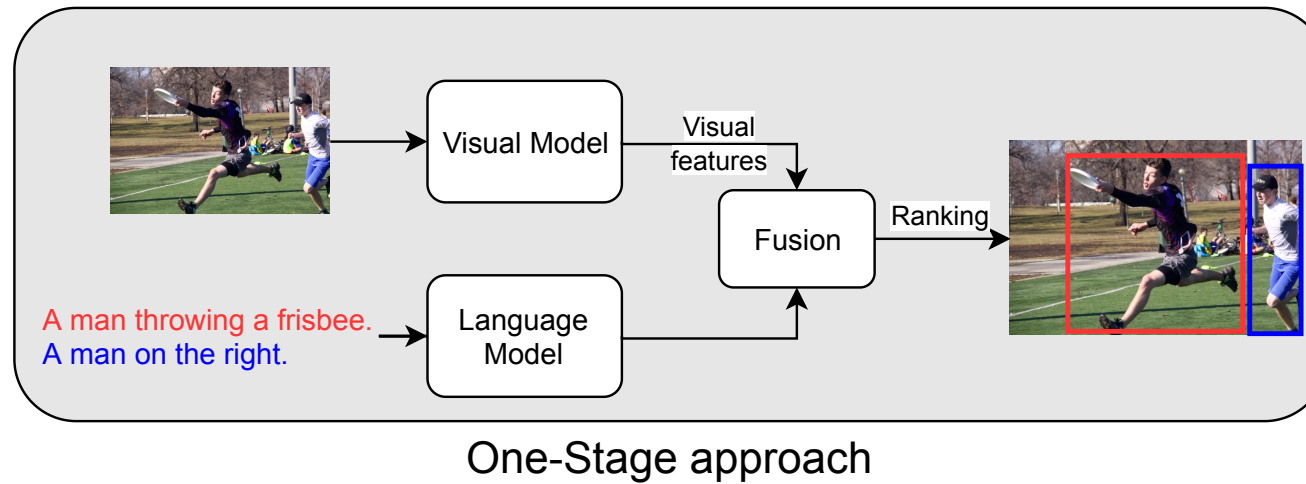 Visual Model
Visual
features
Fusion
Ranking
A man throwing a frisbee.
A man on the right.
Language
Model
One-Stage approach